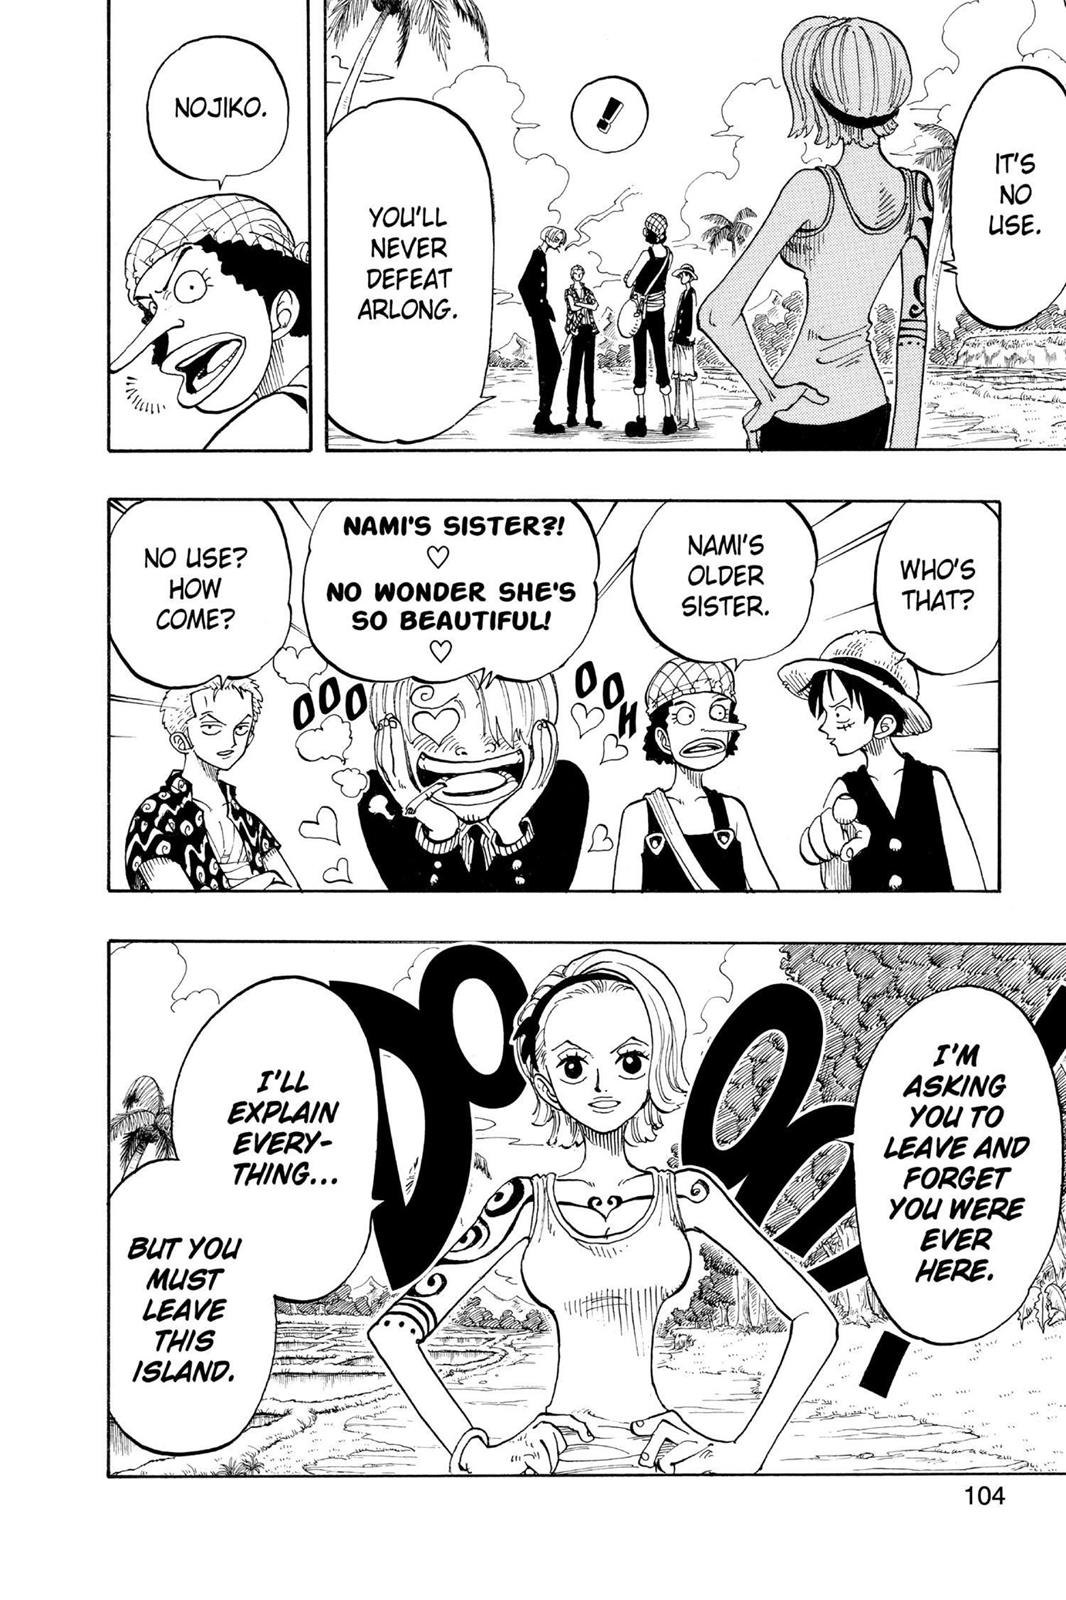 IT'S
NO
USE.
!
YOU'LL
NEVER
DEFEAT
ARLONG.
NOJIKO.
WHO'S
THAT?
NAMI'S
OLDER
SISTER.
OOH
NAMI'S SISTER?!
♡
NO WONDER SHE'S
SO BEAUTIFUL!
♡
OOO
NO USE?
HOW
COME?
I'M
ASKING
YOU TO
LEAVE AND
FORGET
YOU WERE
EVER
HERE.
DOOM!
I'LL
EXPLAIN
EVERY-
THING...
BUT YOU
MUST
LEAVE
THIS
ISLAND.
104